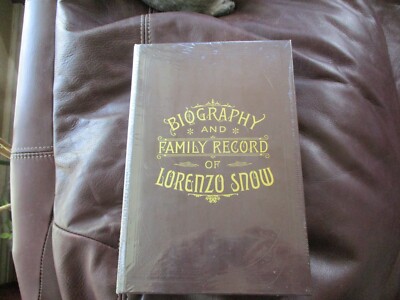 BIOGRAPHY
AND
FAMILY RECORD
OF
LORENZO SNOW